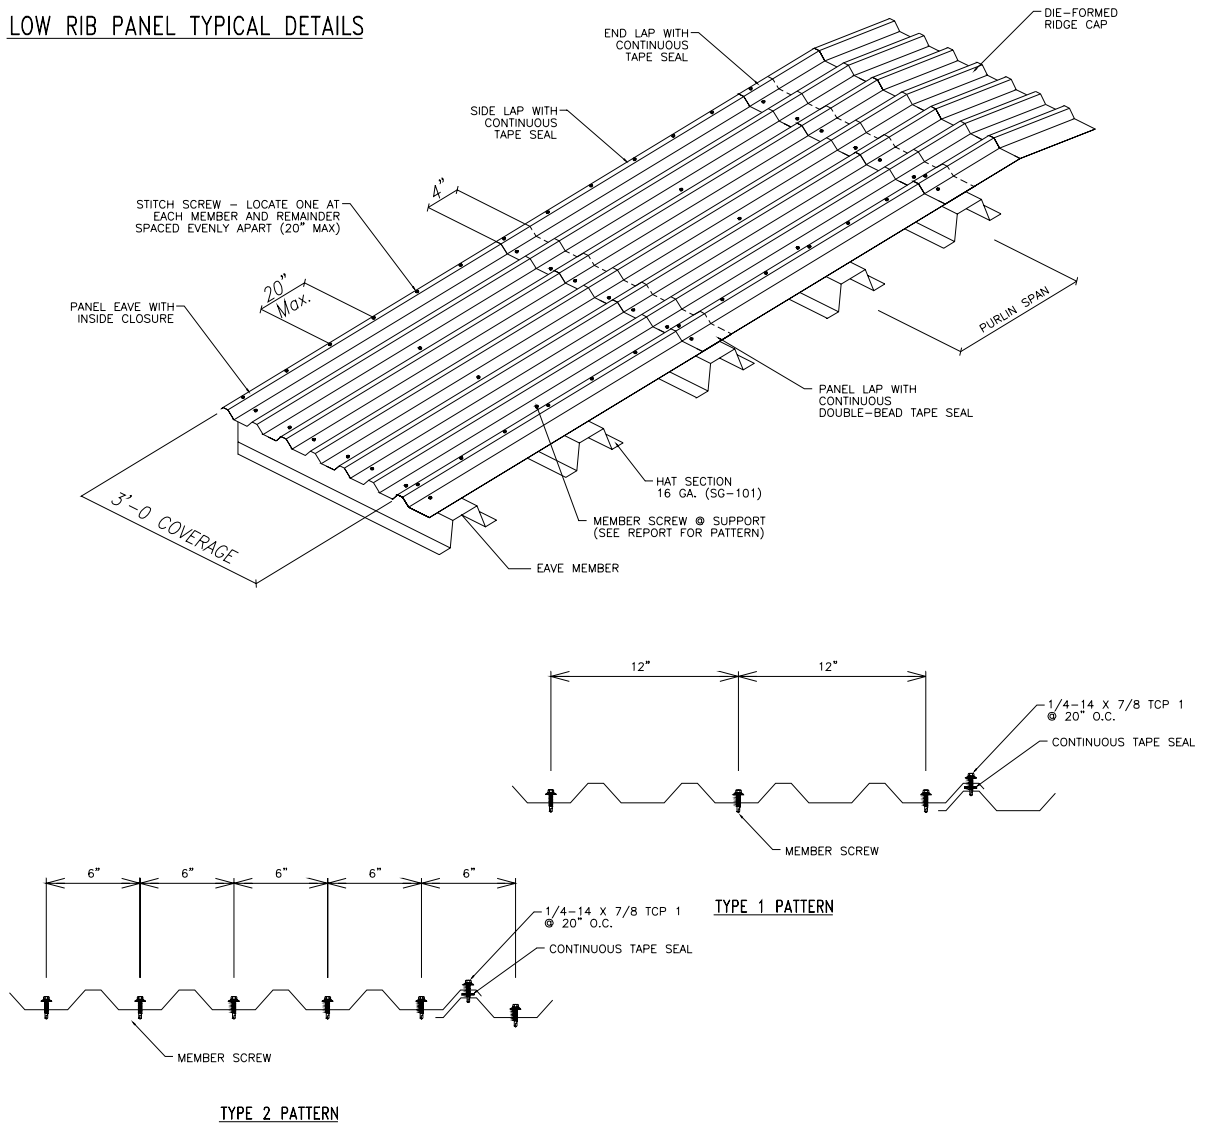 LOW RIB PANEL TYPICAL DETAILS
DIE-FORMED
RIDGE CAP
END LAP WITH
CONTINUOUS
TAPE SEAL
SIDE LAP WITH
CONTINUOUS
TAPE SEAL
4"
STITCH SCREW - LOCATE ONE AT
EACH MEMBER AND REMAINDER
SPACED EVENLY APART (20" MAX)
20"
Max.
PANEL EAVE WITH
INSIDE CLOSURE
PURLIN SPAN
PANEL LAP WITH
CONTINUOUS
DOUBLE-BEAD TAPE SEAL
HAT SECTION
16 GA. (SG-101)
MEMBER SCREW @ SUPPORT
(SEE REPORT FOR PATTERN)
3'-0 COVERAGE
EAVE MEMBER
12"
12"
1/4-14 X 7/8 TCP 1
@ 20" O.C.
CONTINUOUS TAPE SEAL
MEMBER SCREW
TYPE 1 PATTERN
6"
6"
6"
6"
6"
1/4-14 X 7/8 TCP 1
@ 20" O.C.
CONTINUOUS TAPE SEAL
MEMBER SCREW
TYPE 2 PATTERN